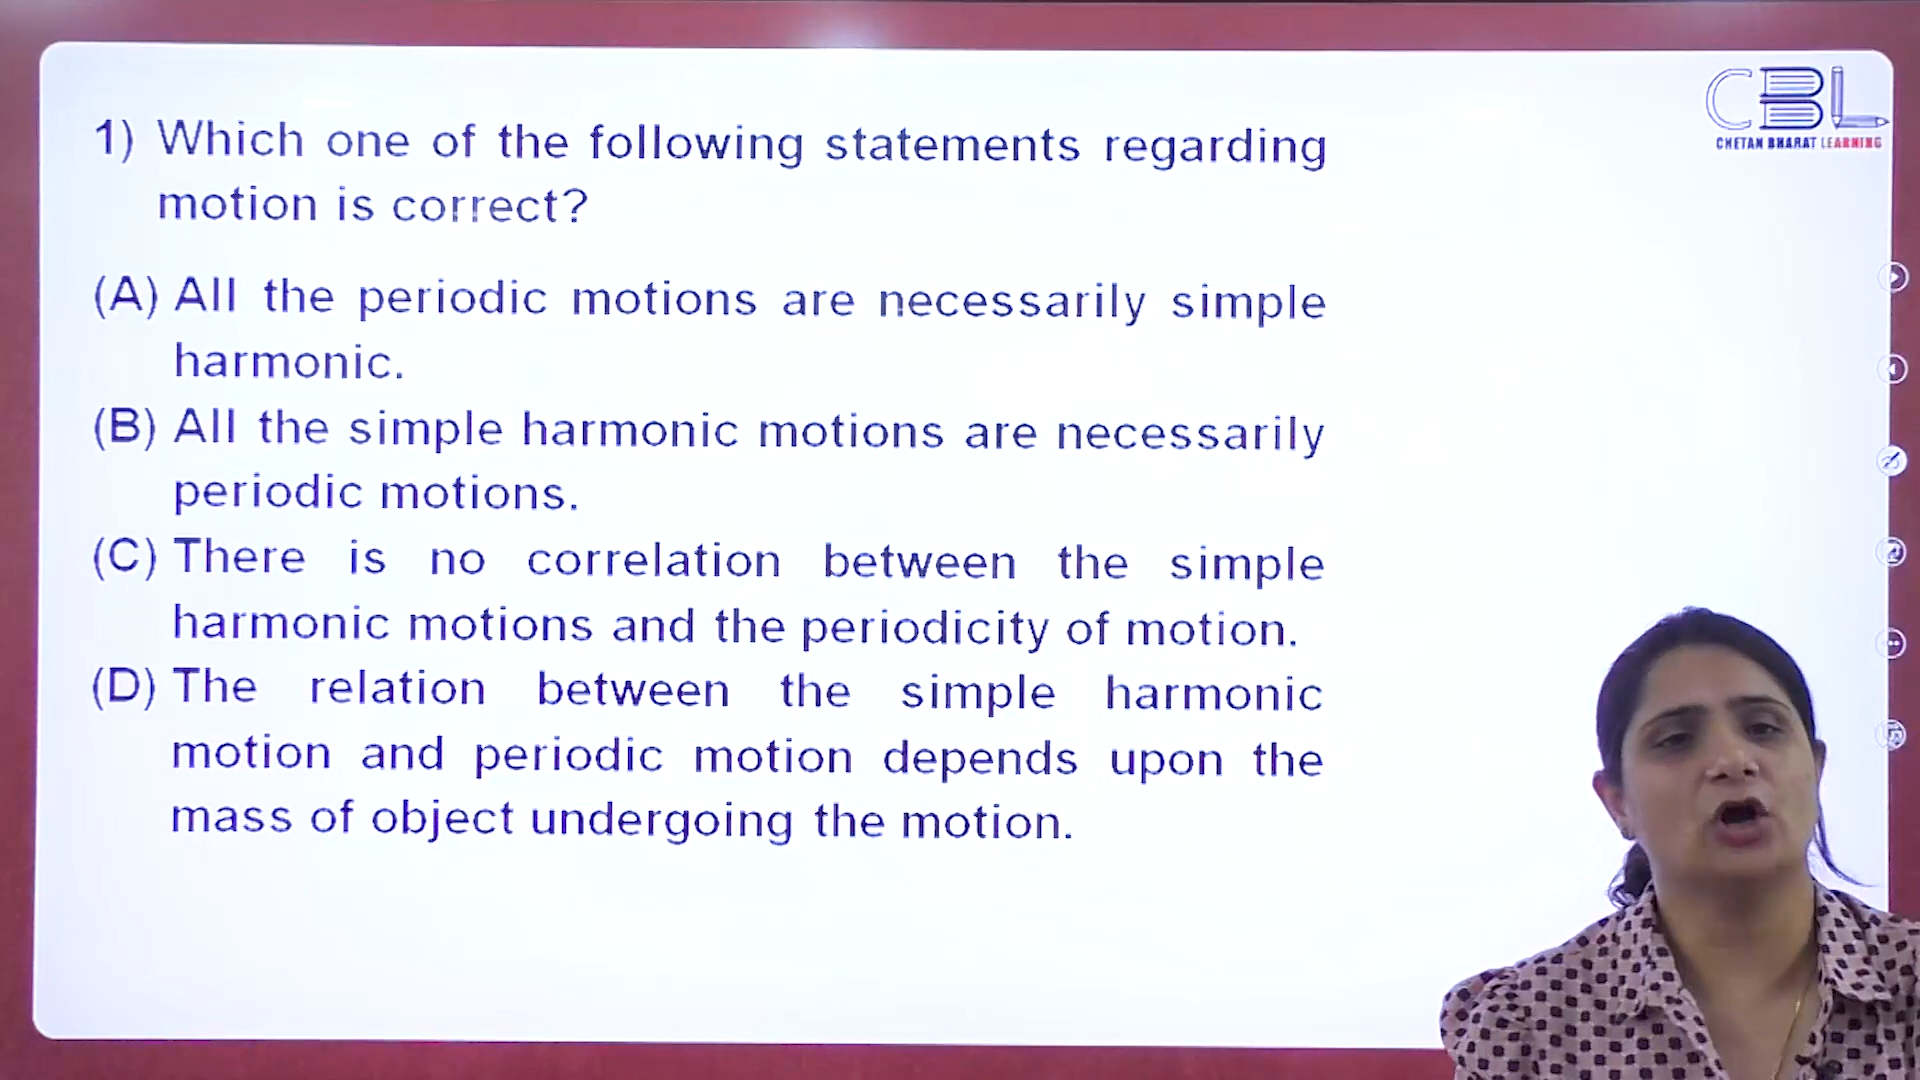 CBL
CHETAN BHARAT LEARNING
1) Which one of the following statements regarding
motion is correct?
(A) All the periodic motions are necessarily simple
harmonic.
(B) All the simple harmonic motions are necessarily
periodic motions.
(C) There is no correlation between the simple
harmonic motions and the periodicity of motion.
(D) The relation between the simple harmonic
motion and periodic motion depends upon the
mass of object undergoing the motion.